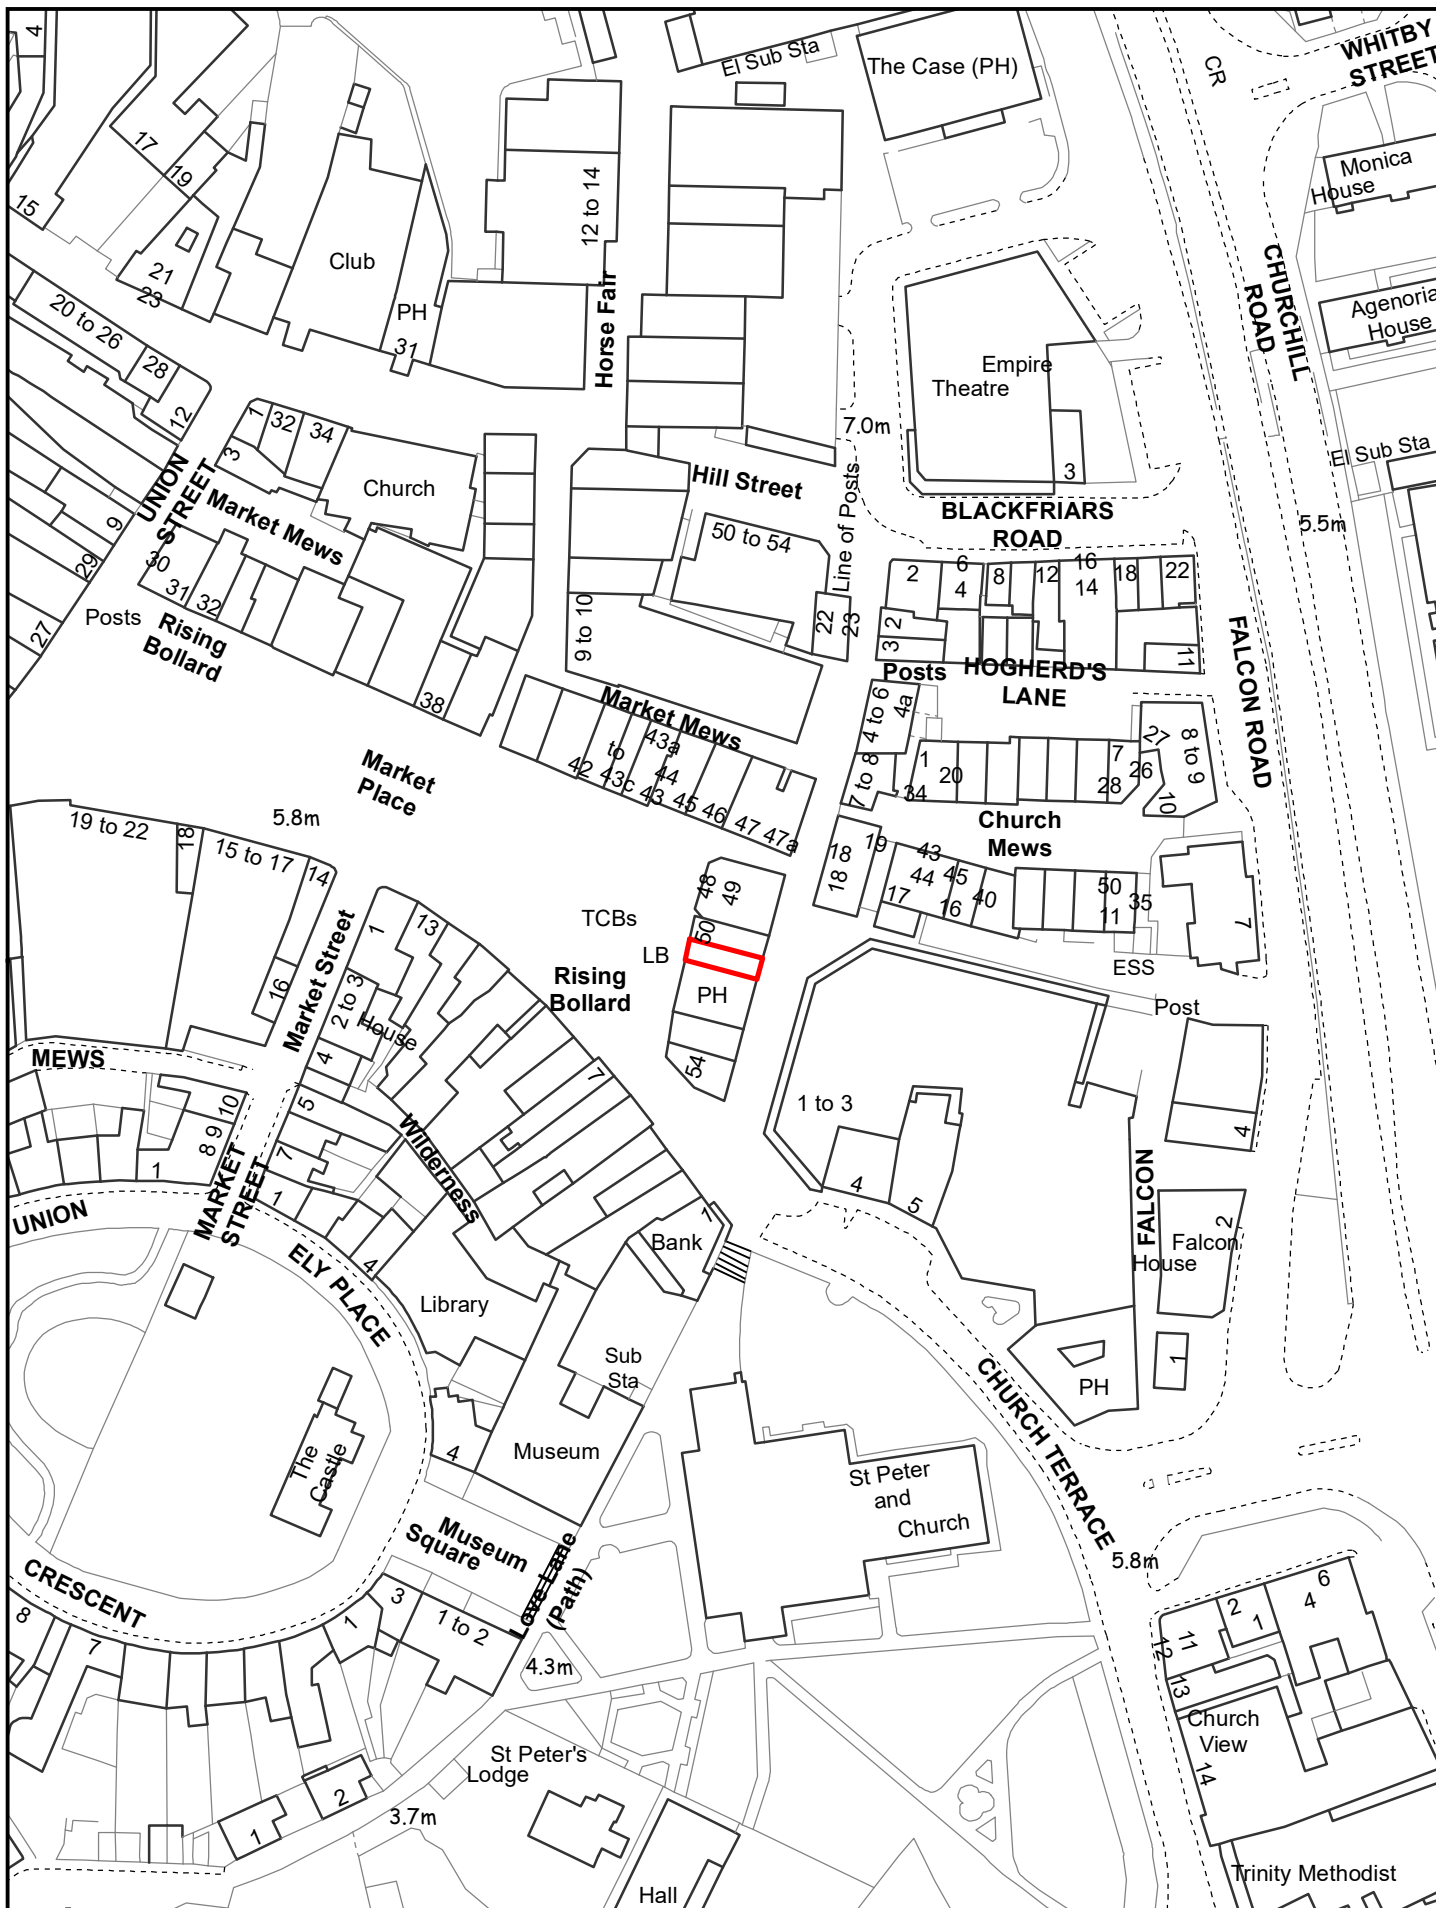 4
El Sub Sta
The Case (PH)
CR
WHITBY
STREET
17
19
15
Monica
House
12 to 14
Club
21
23
20 to 26
28
12
PH
31
Horse Fair
CHURCHILL
ROAD
Agenoria
House
Empire
Theatre
3
7.0m
El Sub Sta
5.5m
1
32
34
3
Church
UNION
STREET
Market Mews
Hill Street
50 to 54
Line of Posts
BLACKFRIARS
ROAD
9
29
27
30
31
32
Posts
Rising
Bollard
38
9 to 10
22
23
2
6
4
8
12
16
14
18
22
2
3
11
Posts
HOGHERD'S
LANE
FALCON ROAD
Market Mews
4 to 6
4a
7 to 8
1
34
20
7
28
27
26
8 to 9
10
Market
Place
42
to
43c
43
43a
44
45
46
47
47a
5.8m
19 to 22
18
15 to 17
14
16
Church
Mews
18
18
19
17
43
44
45
16
40
50
11
35
7
ESS
Post
48
49
50
TCBs
LB
Rising
Bollard
PH
54
1
13
Market Street
2 to 3
House
4
5
7
MEWS
10
8 9
1
MARKET
STREET
1
4
7
Wilderness
1 to 3
4
5
4
FALCON
Falcon
House
2
1
PH
UNION
ELY PLACE
Library
Bank
1
Sub
Sta
The
Castle
4
Museum
Museum
Square
Love Lane
(Path)
St Peter
and
Church
CHURCH TERRACE
5.8m
CRESCENT
8
7
1
3
1 to 2
4.3m
6
4
2
1
11
12
13
Church
View
14
St Peter's
Lodge
2
1
3.7m
Hall
Trinity Methodist